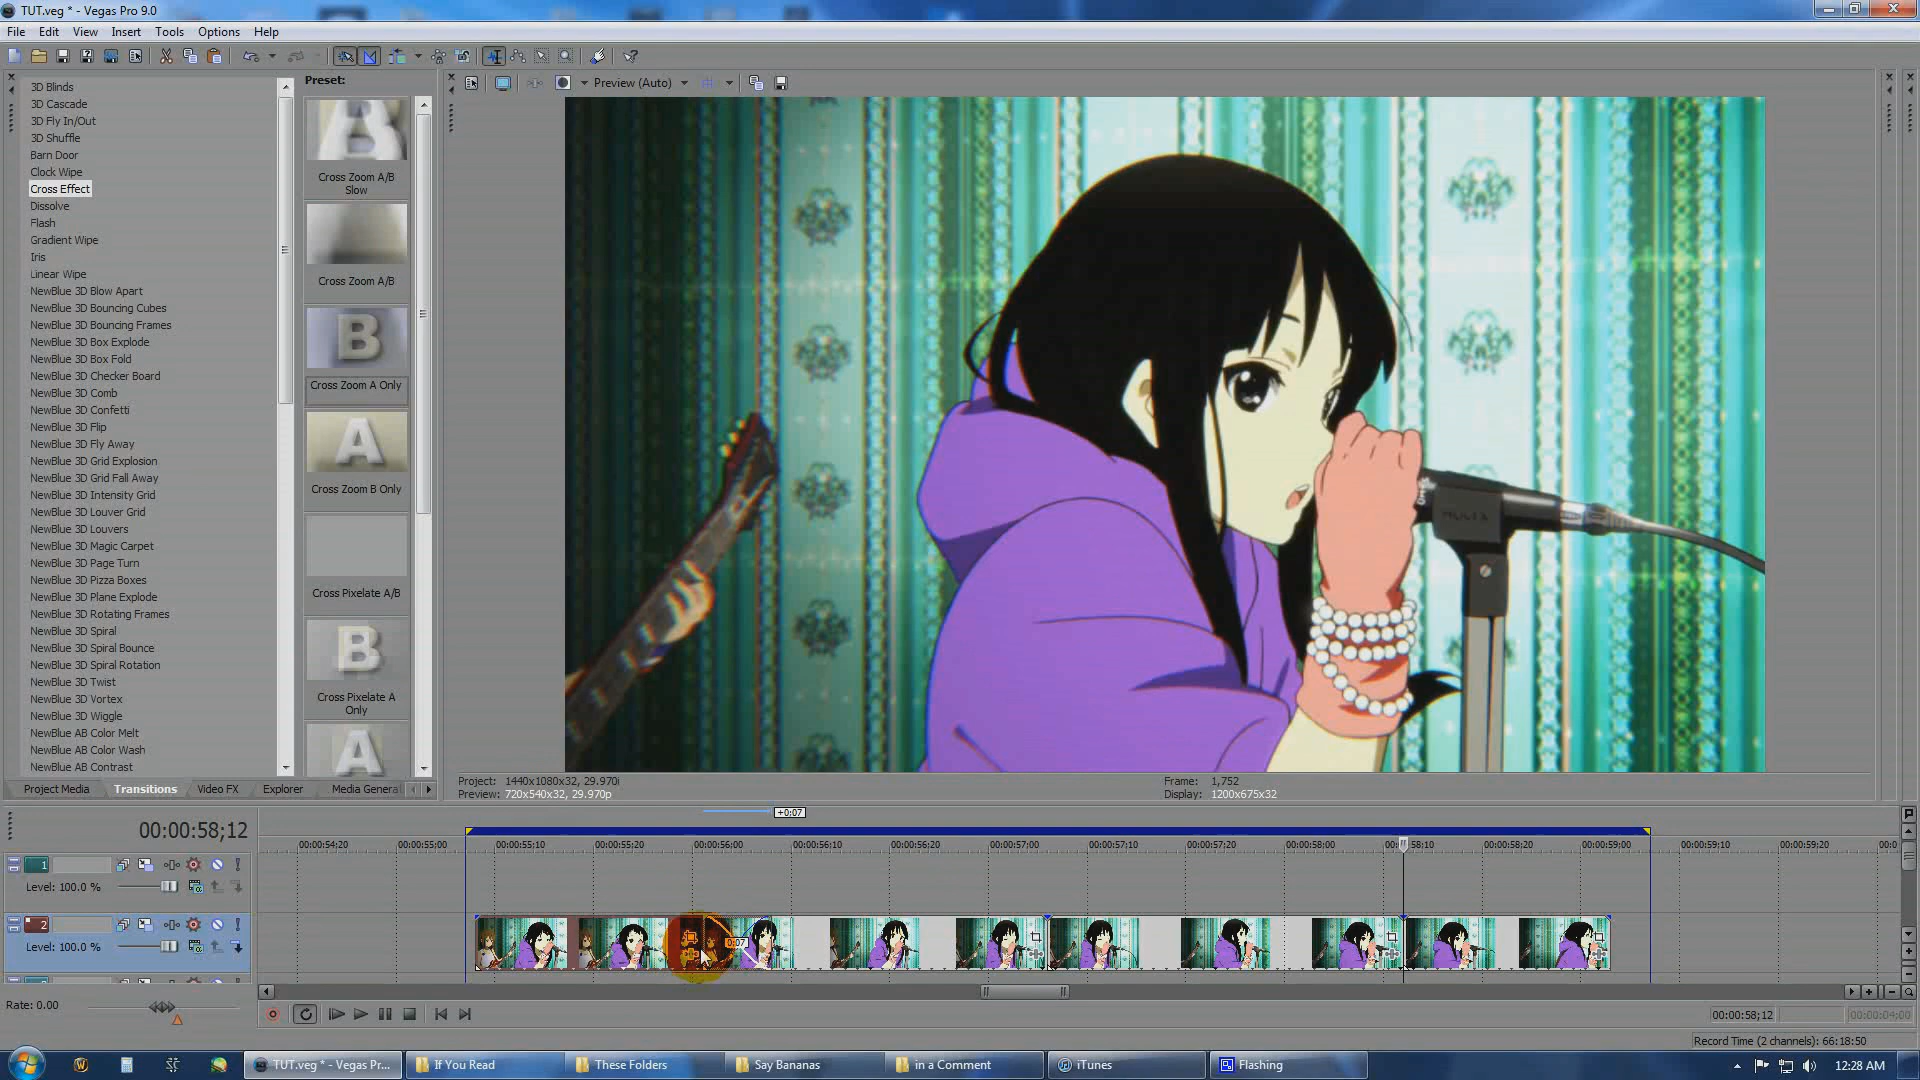 TUT.veg * - Vegas Pro 9.0
File Edit View Insert Tools Options Help
Preset:
Preview (Auto)
3D Blinds
3D Cascade
3D Fly In/Out
3D Shuffle
Barn Door
Clock Wipe
Cross Effect
Dissolve
Flash
Gradient Wipe
Iris
Linear Wipe
NewBlue 3D Blow Apart
NewBlue 3D Bouncing Cubes
NewBlue 3D Bouncing Frames
NewBlue 3D Box Explode
NewBlue 3D Box Fold
NewBlue 3D Checker Board
NewBlue 3D Comb
NewBlue 3D Confetti
NewBlue 3D Flip
NewBlue 3D Fly Away
NewBlue 3D Grid Explosion
NewBlue 3D Grid Fall Away
NewBlue 3D Intensity Grid
NewBlue 3D Louver Grid
NewBlue 3D Louvers
NewBlue 3D Magic Carpet
NewBlue 3D Page Turn
NewBlue 3D Pizza Boxes
NewBlue 3D Plane Explode
NewBlue 3D Rotating Frames
NewBlue 3D Spiral
NewBlue 3D Spiral Bounce
NewBlue 3D Spiral Rotation
NewBlue 3D Twist
NewBlue 3D Vortex
NewBlue 3D Wiggle
NewBlue AB Color Melt
NewBlue AB Color Wash
NewBlue AB Contrast
Cross Zoom A/B
Slow
Cross Zoom A/B
B
Cross Zoom A Only
A
Cross Zoom B Only
Cross Pixelate A/B
B
Cross Pixelate A
Only
A
Project Media Transitions Video FX Explorer Media Genera
Project: 1440x1080x32, 29.970i
Preview: 720x540x32, 29.970p
Frame: 1,752
Display: 1200x675x32
+0:07
00:00:58;12
00:00:54;20 00:00:55;00 00:00:55;10 00:00:55;20 00:00:56;00 00:00:56;10 00:00:56;20 00:00:57;00 00:00:57;10 00:00:57;20 00:00:58;00 00:00:58;10 00:00:58;20 00:00:59;00 00:00:59;10 00:00:59;20 00:0
1
Level: 100.0 %
2
Level: 100.0 %
0:07
Rate: 0.00
00:00:58;12
00:00:04;00
Record Time (2 channels): 66:18:50
TUT.veg * - Vegas Pr... If You Read These Folders Say Bananas in a Comment iTunes Flashing 12:28 AM